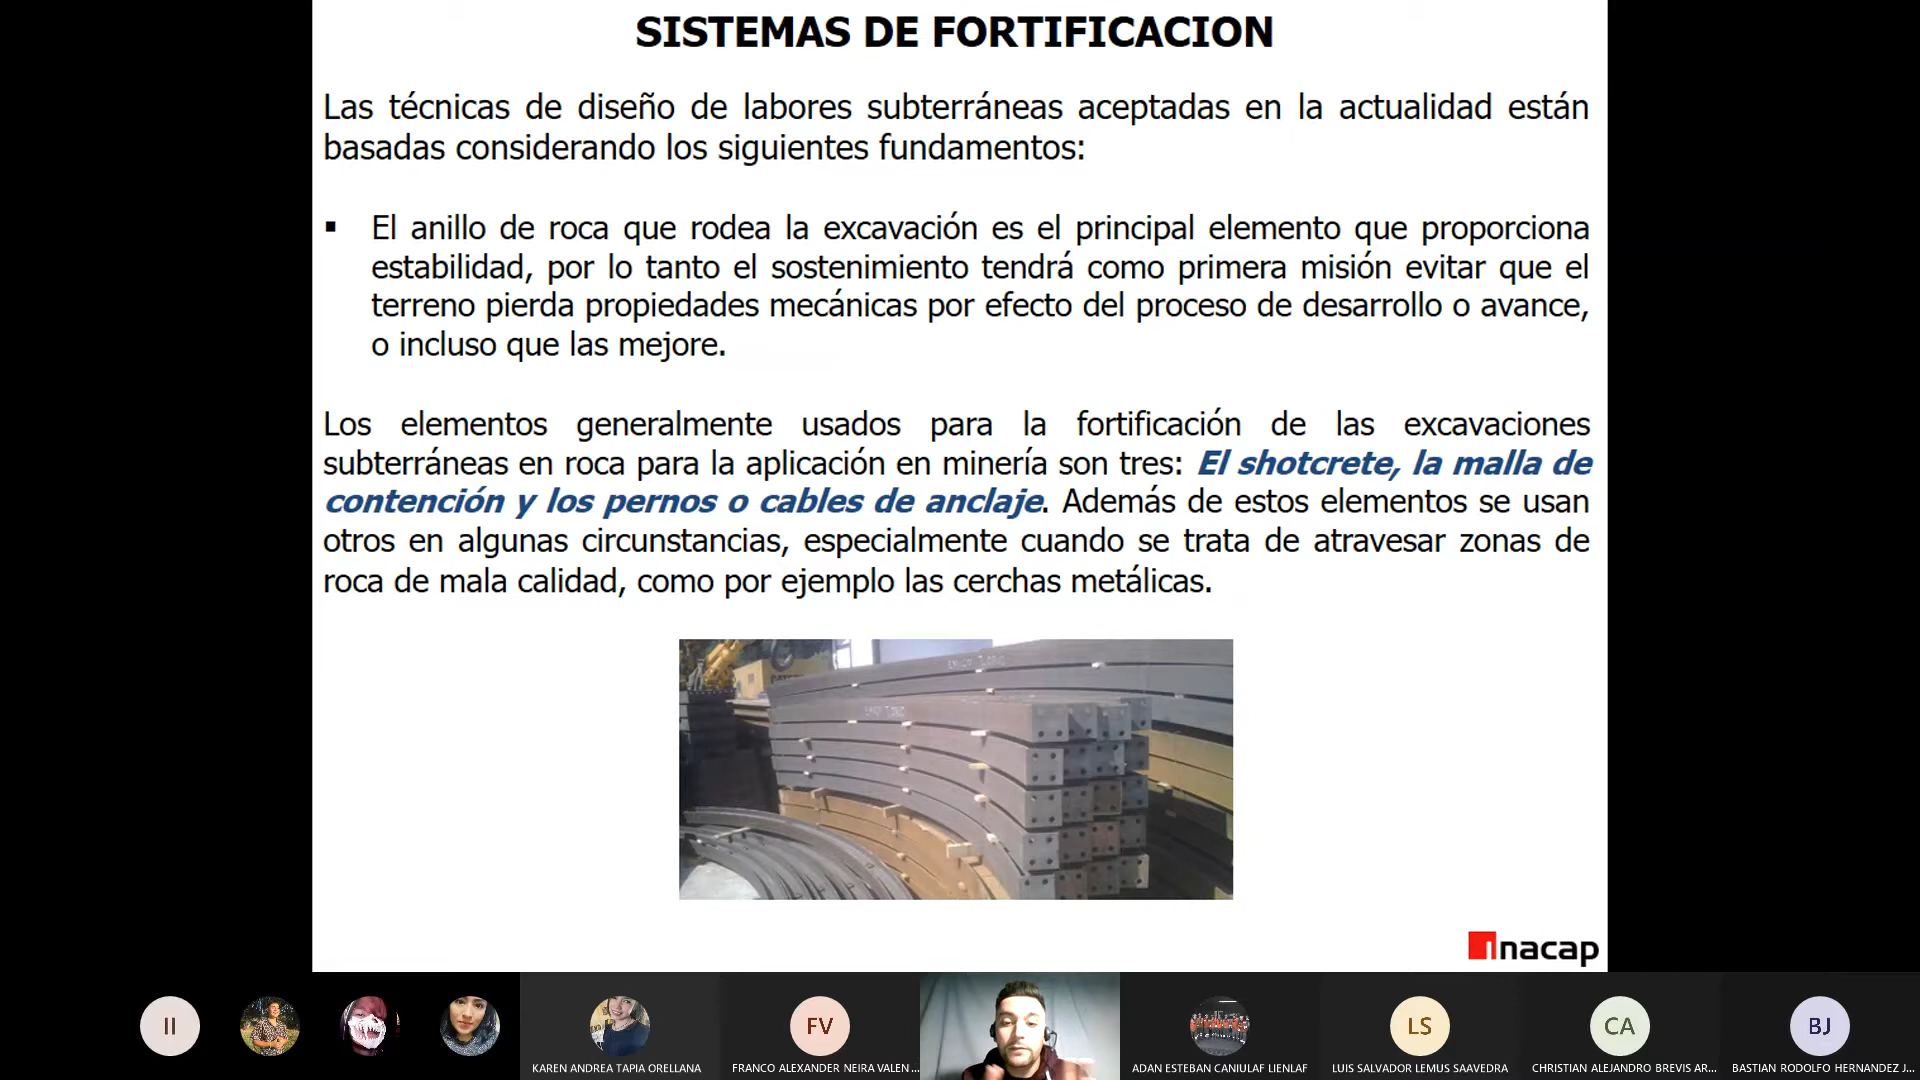 SISTEMAS DE FORTIFICACION
Las técnicas de diseño de labores subterráneas aceptadas en la actualidad están
basadas considerando los siguientes fundamentos:
▪ El anillo de roca que rodea la excavación es el principal elemento que proporciona
estabilidad, por lo tanto el sostenimiento tendrá como primera misión evitar que el
terreno pierda propiedades mecánicas por efecto del proceso de desarrollo o avance,
o incluso que las mejore.
Los elementos generalmente usados para la fortificación de las excavaciones
subterráneas en roca para la aplicación en minería son tres: El shotcrete, la malla de
contención y los pernos o cables de anclaje. Además de estos elementos se usan
otros en algunas circunstancias, especialmente cuando se trata de atravesar zonas de
roca de mala calidad, como por ejemplo las cerchas metálicas.
inacap
II
FV
LS
CA
BJ
KAREN ANDREA TAPIA ORELLANA
FRANCO ALEXANDER NEIRA VALEN...
ADAN ESTEBAN CANIULAF LIENLAF
LUIS SALVADOR LEMUS SAAVEDRA
CHRISTIAN ALEJANDRO BREVIS AR...
BASTIAN RODOLFO HERNANDEZ J...